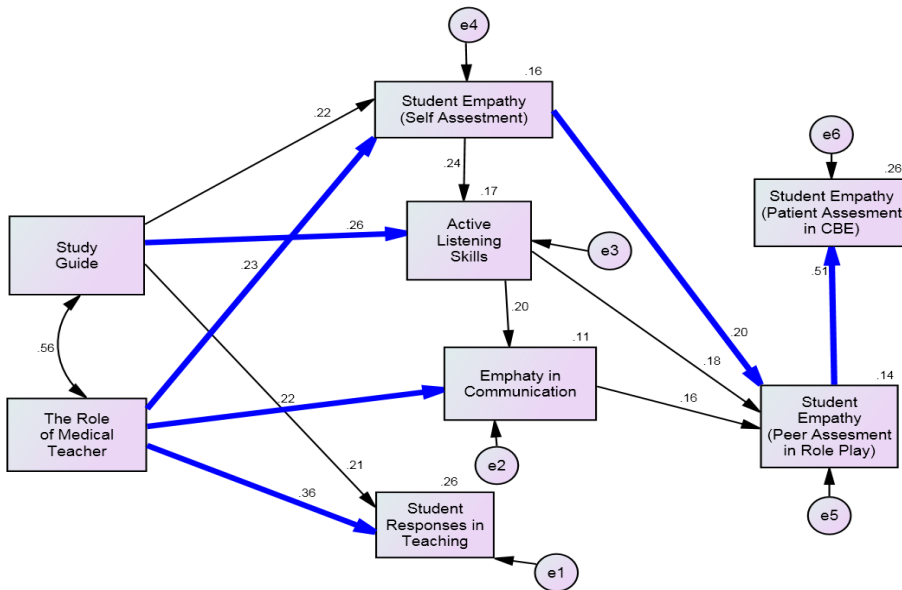 e4
.16
Student Empathy
(Self Assestment)
.22
e6
.26
Student Empathy
(Patient Assesment
in CBE)
.24
.17
Active
Listening
Skills
Study
Guide
.26
e3
.23
.51
.20
.20
.56
.11
Emphaty in
Communication
.18
.14
The Role
of Medical
Teacher
.22
.16
Student
Empathy
(Peer Assesment
in Role Play)
e2
.21
.36
.26
Student
Responses in
Teaching
e5
e1